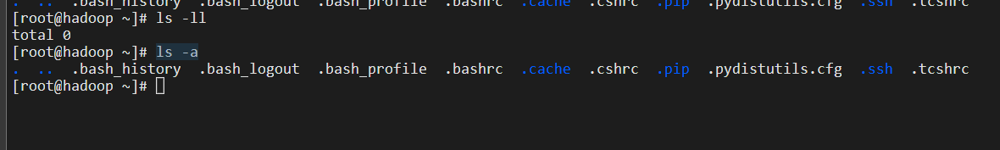 .  ..  .bash_history  .bash_logout  .bash_profile  .bashrc  .cache  .cshrc  .pip  .pydistutils.cfg  .ssh  .tcshrc
[root@hadoop ~]# ls -ll
total 0
[root@hadoop ~]# ls -a
.  ..  .bash_history  .bash_logout  .bash_profile  .bashrc  .cache  .cshrc  .pip  .pydistutils.cfg  .ssh  .tcshrc
[root@hadoop ~]#